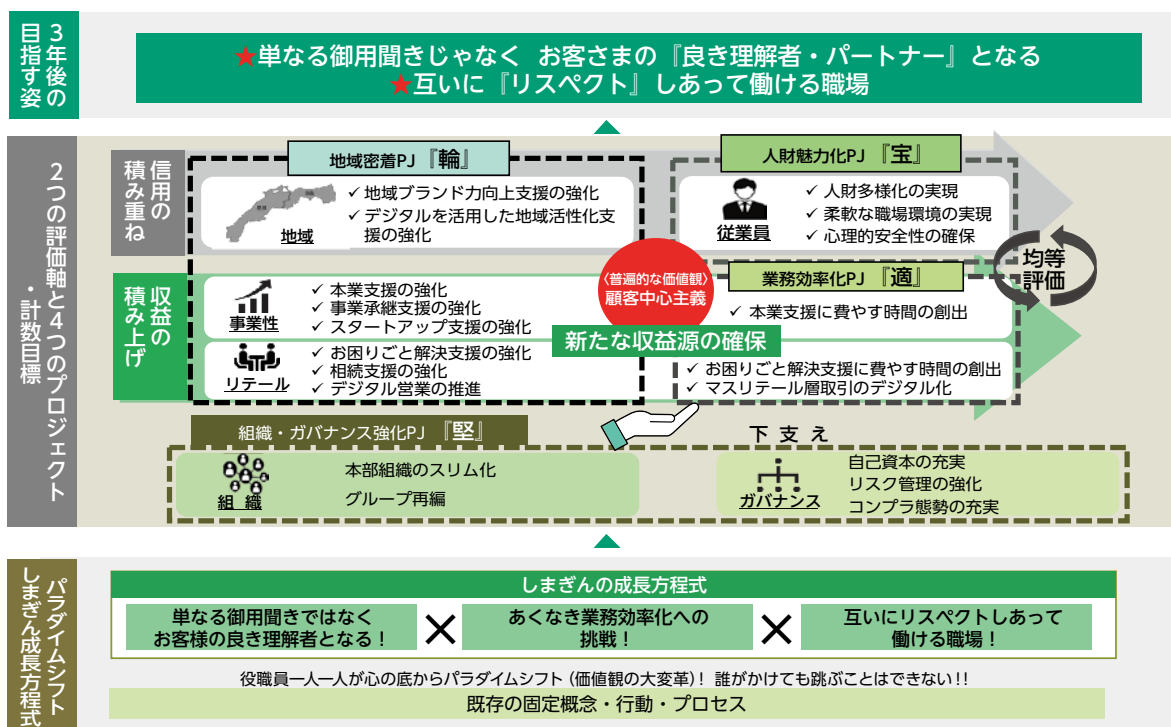 3年後の
目指す姿
★単なる御用聞きじゃなく お客さまの『良き理解者・パートナー』となる
★互いに『リスペクト』しあって働ける職場
2つの評価軸と4つのプロジェクト
・計数目標
信用の
積み重ね
地域密着PJ 『輪』
地域
✓ 地域ブランド力向上支援の強化
✓ デジタルを活用した地域活性化支
援の強化
人財魅力化PJ 『宝』
従業員
✓ 人財多様化の実現
✓ 柔軟な職場環境の実現
✓ 心理的安全性の確保
均等
評価
〈普遍的な価値観〉
顧客中心主義
収益の
積み上げ
事業性
✓ 本業支援の強化
✓ 事業承継支援の強化
✓ スタートアップ支援の強化
業務効率化PJ 『適』
✓ 本業支援に費やす時間の創出
新たな収益源の確保
リテール
✓ お困りごと解決支援の強化
✓ 相続支援の強化
✓ デジタル営業の推進
✓ お困りごと解決支援に費やす時間の創出
✓ マスリテール層取引のデジタル化
組織・ガバナンス強化PJ 『堅』
下支え
組 織
本部組織のスリム化
グループ再編
ガバナンス
自己資本の充実
リスク管理の強化
コンプラ態勢の充実
パラダイムシフト
しまぎん成長方程式
しまぎんの成長方程式
単なる御用聞きではなく
お客様の良き理解者となる！
×
あくなき業務効率化への
挑戦！
×
互いにリスペクトしあって
働ける職場！
役職員一人一人が心の底からパラダイムシフト（価値観の大変革）！ 誰がかけても跳ぶことはできない!!
既存の固定概念・行動・プロセス